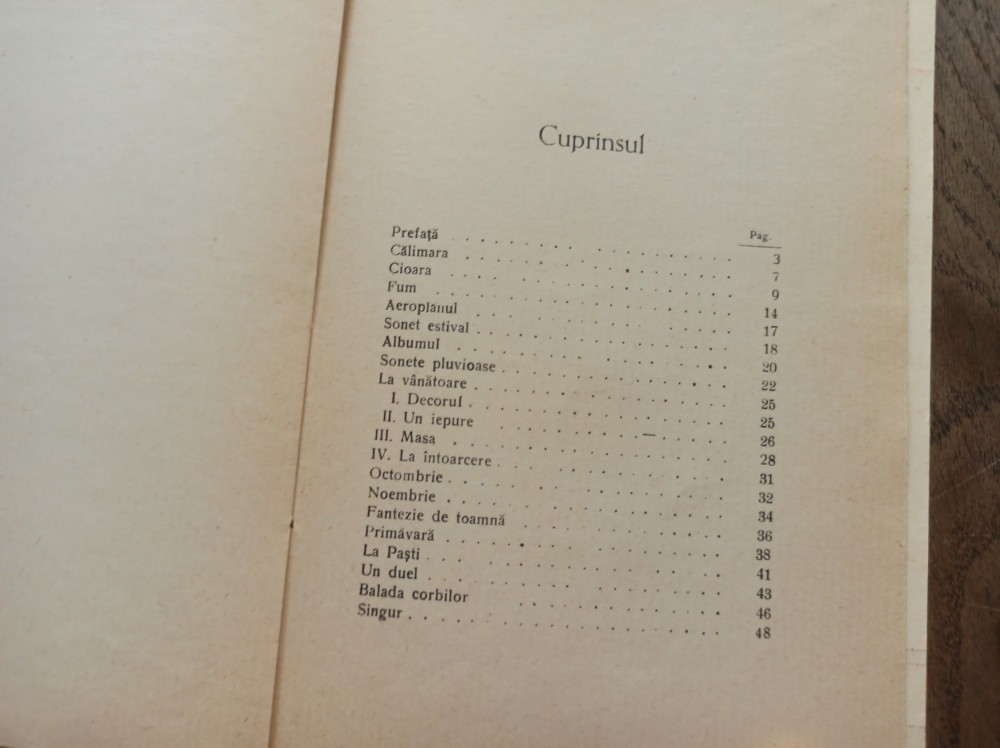 Cuprinsul
Pag.
Prefață . . . . . . . . . . . . . . . 3
Călimara . . . . . . . . . . . . . . . 7
Cioara . . . . . . . . . . . . . . . 9
Fum . . . . . . . . . . . . . . . 14
Aeroplanul . . . . . . . . . . . . . . . 17
Sonet estival . . . . . . . . . . . . . . . 18
Albumul . . . . . . . . . . . . . . . 20
Sonete pluvioase . . . . . . . . . . . . . . . 22
La vânătoare . . . . . . . . . . . . . . . 25
I. Decorul . . . . . . . . . . . . . . . 25
II. Un iepure . . . . . . . . . . . . . . . 26
III. Masa . . . . . . . . . . . . . . . 28
IV. La întoarcere . . . . . . . . . . . . . . . 31
Octombrie . . . . . . . . . . . . . . . 32
Noembrie . . . . . . . . . . . . . . . 34
Fantezie de toamnă . . . . . . . . . . . . . . . 36
Primăvară . . . . . . . . . . . . . . . 38
La Paști . . . . . . . . . . . . . . . 41
Un duel . . . . . . . . . . . . . . . 43
Balada corbilor . . . . . . . . . . . . . . . 46
Singur . . . . . . . . . . . . . . . 48